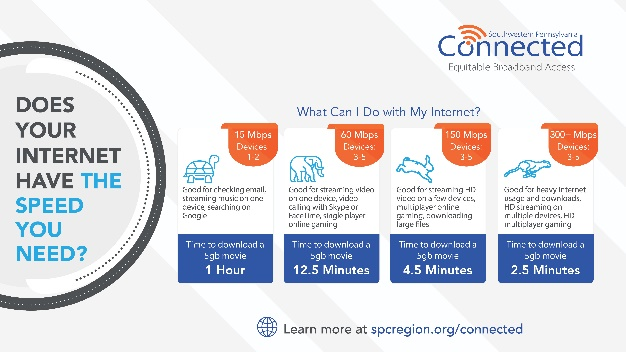 Southwestern Pennsylvania
Connected
Equitable Broadband Access
DOES
YOUR
INTERNET
HAVE THE
SPEED
YOU
NEED?
What Can I Do with My Internet?
15 Mbps
Devices
1-2
Good for checking email,
streaming music on one
device, searching on
Google
Time to download a
5gb movie
1 Hour
60 Mbps
Devices:
3-5
Good for streaming video
on one device, video
calling with Skype or
FaceTime, single player
online gaming
Time to download a
5gb movie
12.5 Minutes
150 Mbps
Devices:
3-5
Good for streaming HD
video on a few devices,
multiplayer online
gaming, downloading
large files
Time to download a
5gb movie
4.5 Minutes
300+ Mbps
Devices:
3-5
Good for heavy internet
usage and downloads,
HD streaming on
multiple devices, HD
multiplayer gaming
Time to download a
5gb movie
2.5 Minutes
Learn more at spcregion.org/connected